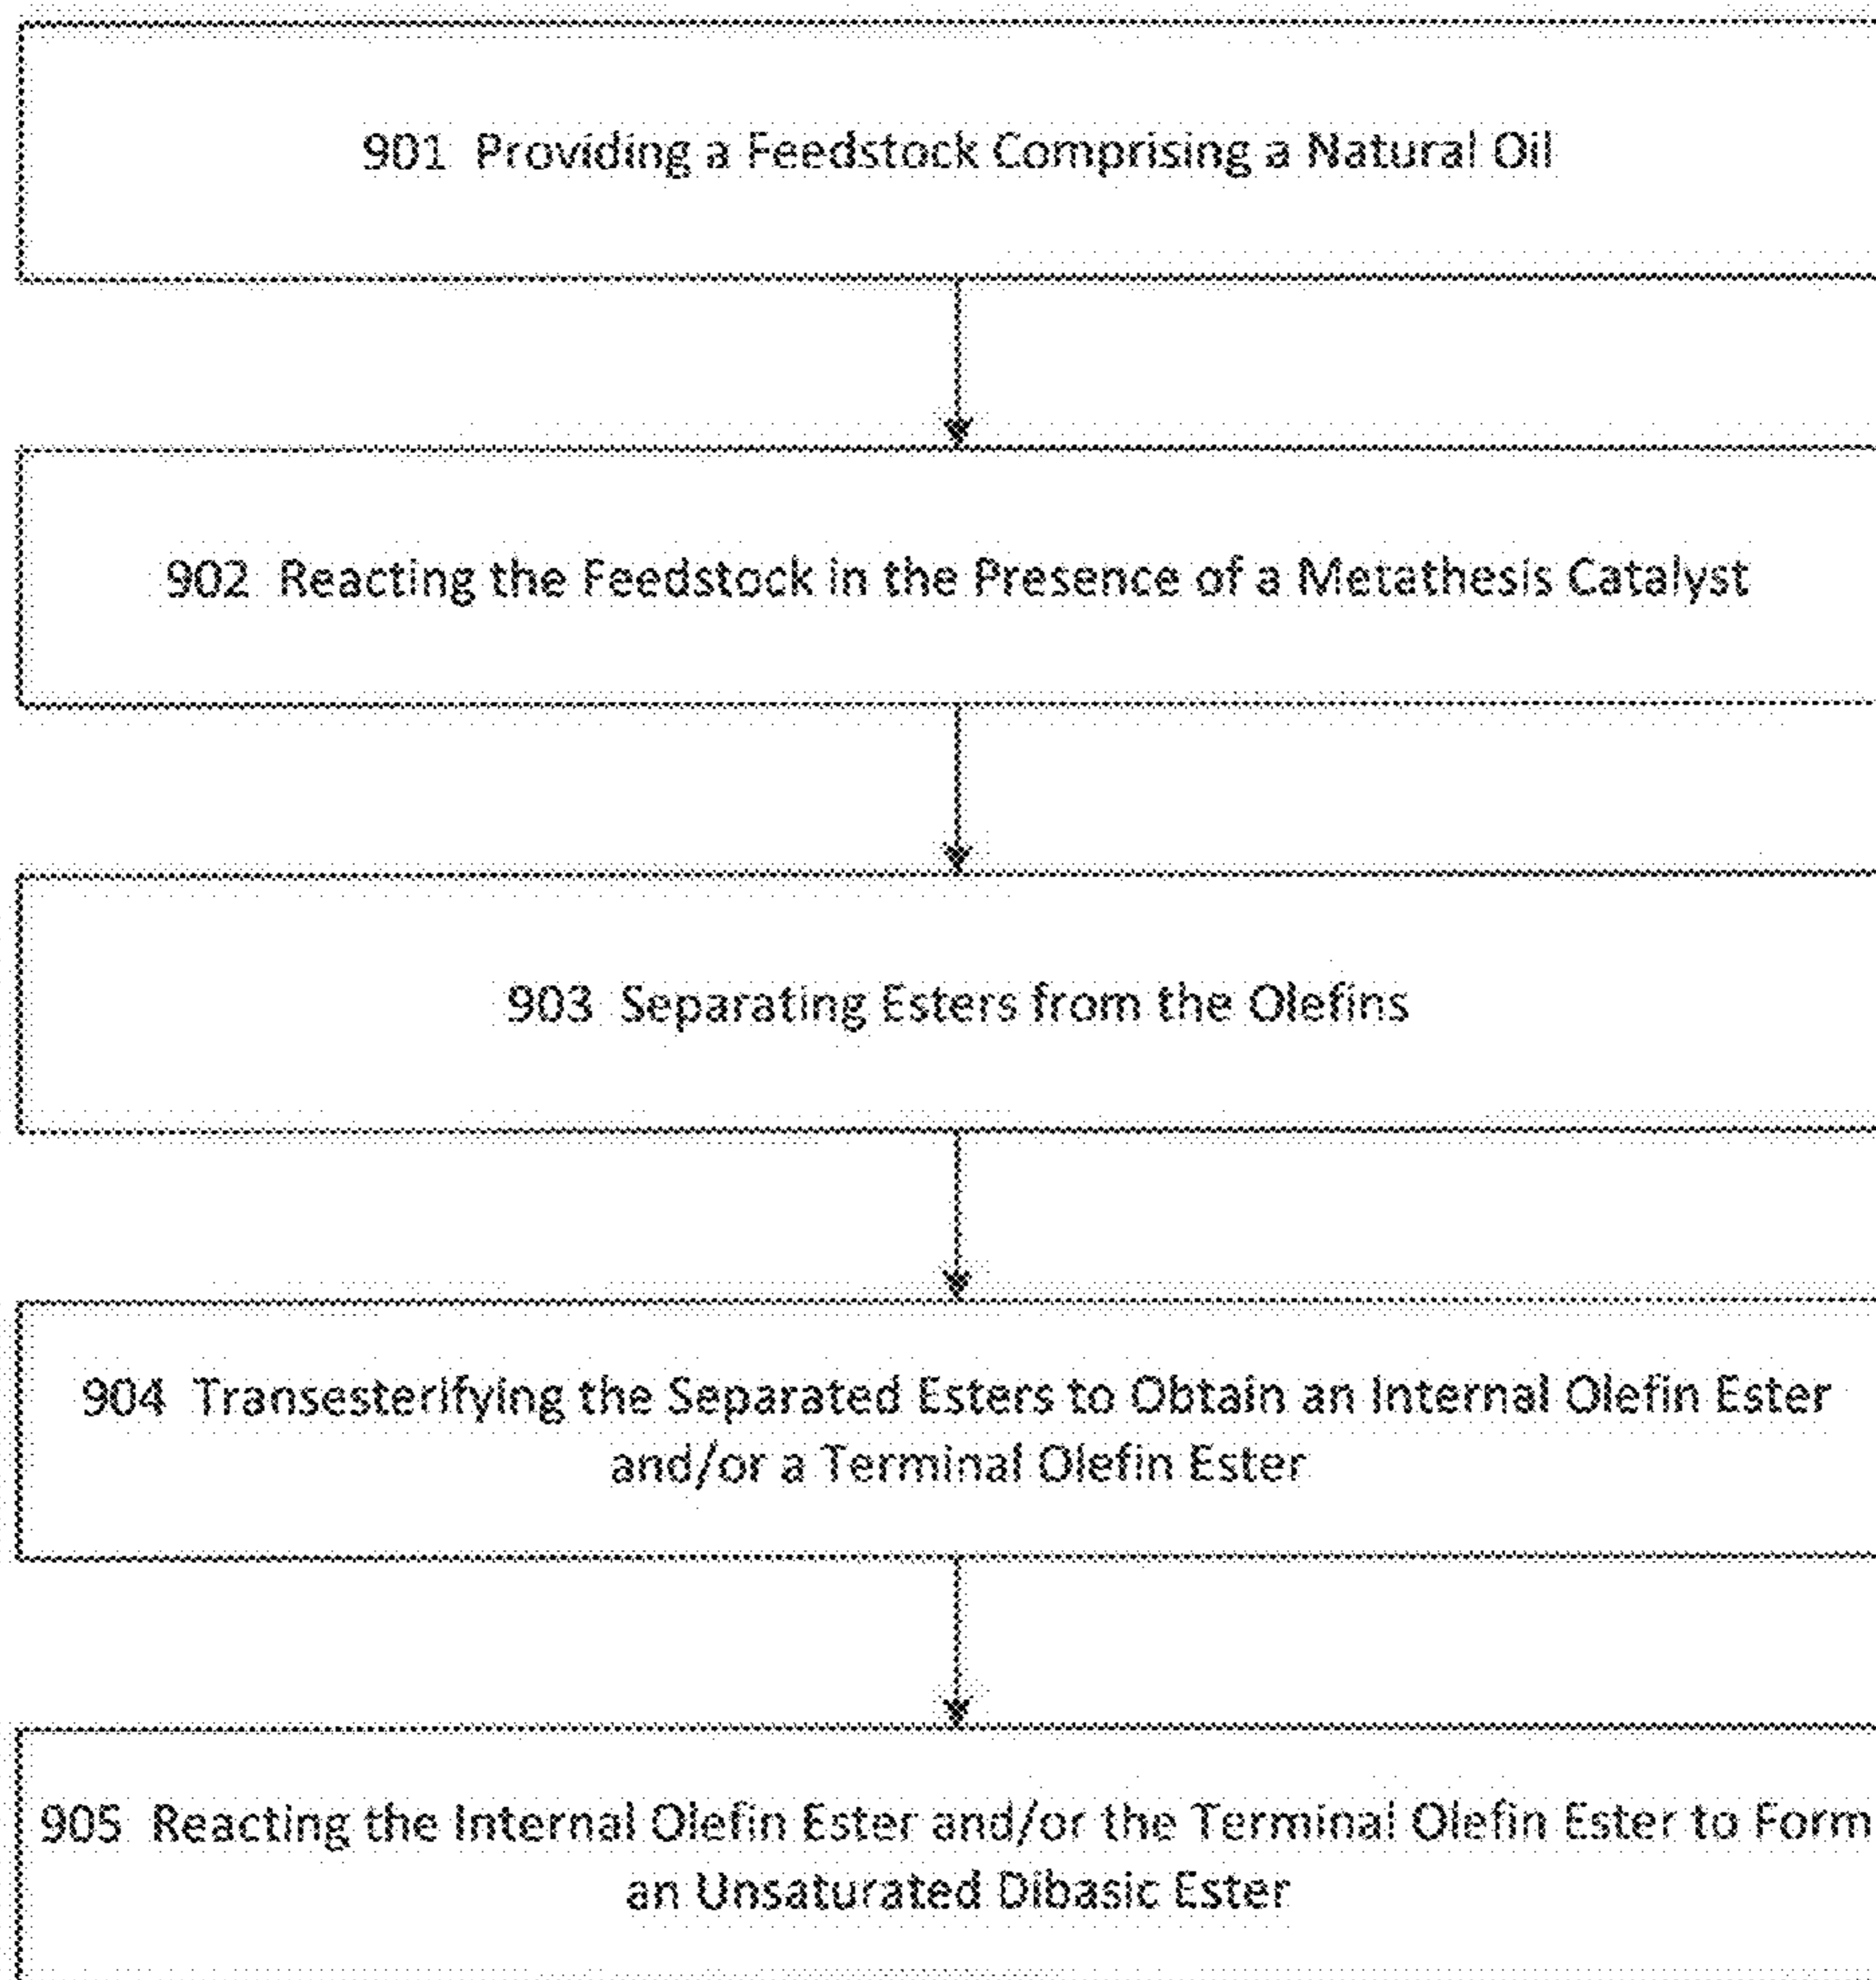 901 Providing a Feedstock Comprising a Natural Oil
902 Reacting the Feedstock in the Presence of a Metathesis Catalyst
903 Separating Esters from the Olefins
904 Transesterifying the Separated Esters to Obtain an Internal Olefin Ester
and/or a Terminal Olefin Ester
905 Reacting the Internal Olefin Ester and/or the Terminal Olefin Ester to Form
an Unsaturated Dibasic Ester